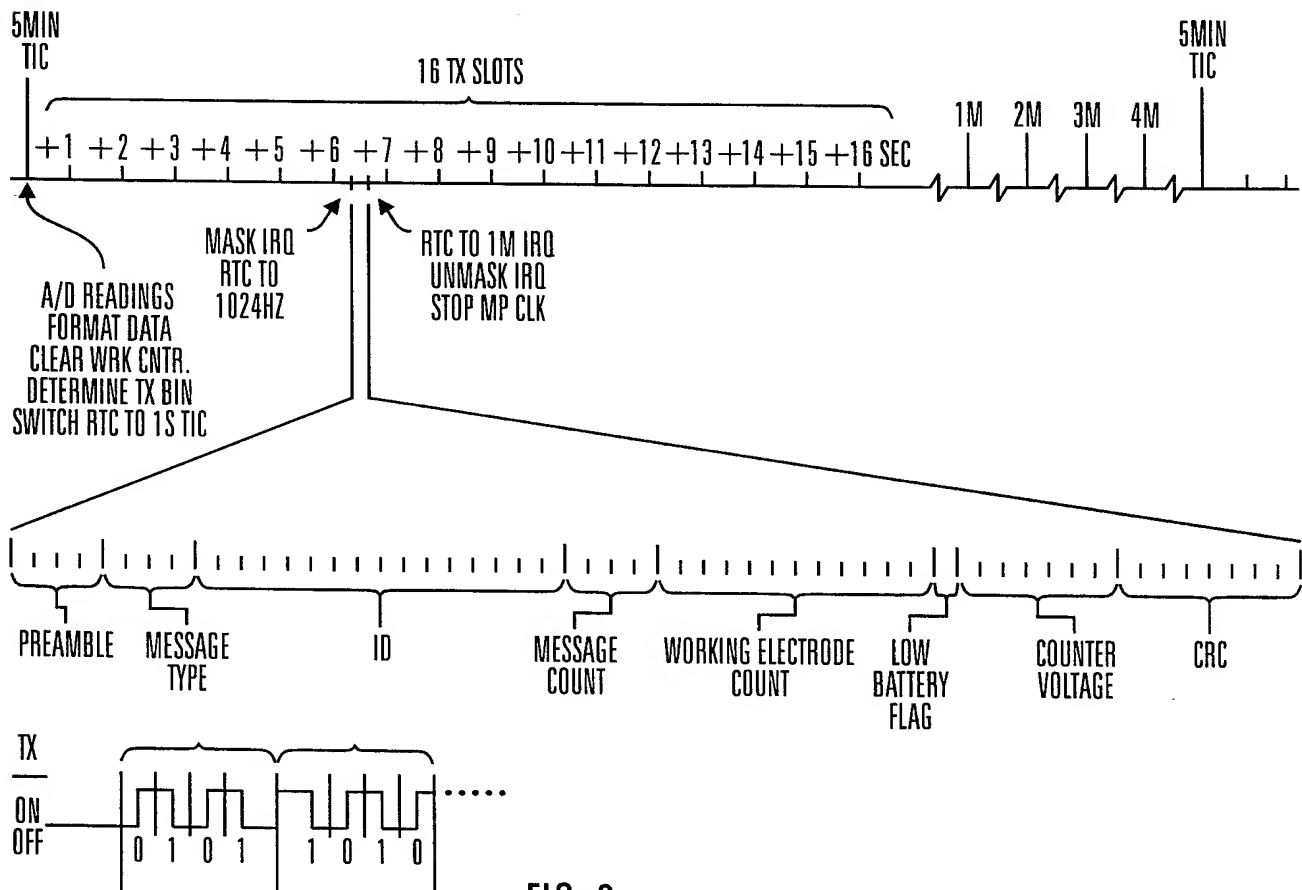 5MIN
TIC
16 TX SLOTS
5MIN
TIC
1M 2M 3M 4M
+1 +2 +3 +4 +5 +6 +7 +8 +9 +10 +11 +12 +13 +14 +15 +16 SEC
MASK IRQ
RTC TO
1024HZ
RTC TO 1M IRQ
UNMASK IRQ
STOP MP CLK
A/D READINGS
FORMAT DATA
CLEAR WRK CNTR.
DETERMINE TX BIN
SWITCH RTC TO 1S TIC
PREAMBLE
MESSAGE
TYPE
ID
MESSAGE
COUNT
WORKING ELECTRODE
COUNT
LOW
BATTERY
FLAG
COUNTER
VOLTAGE
CRC
TX
ON
OFF
0 1 0 1 1 0 1 0